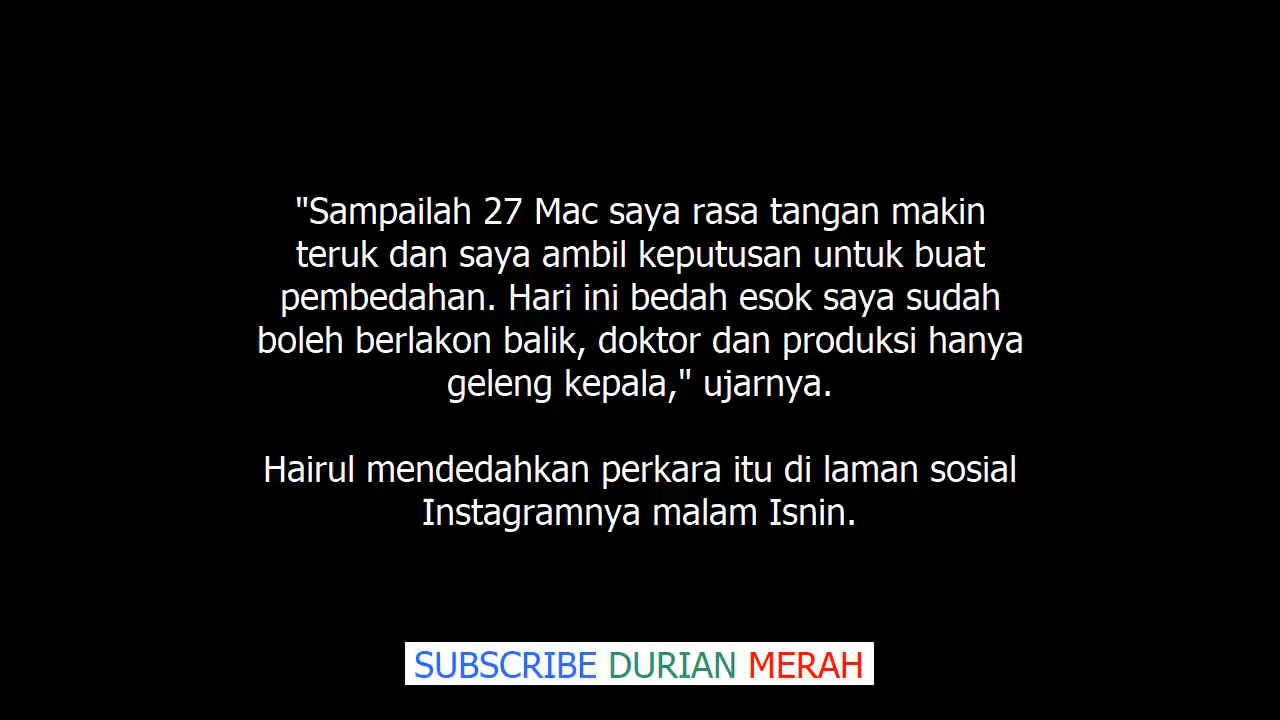 "Sampailah 27 Mac saya rasa tangan makin
teruk dan saya ambil keputusan untuk buat
pembedahan. Hari ini bedah esok saya sudah
boleh berlakon balik, doktor dan produksi hanya
geleng kepala," ujarnya.
Hairul mendedahkan perkara itu di laman sosial
Instagramnya malam Isnin.
SUBSCRIBE DURIAN MERAH